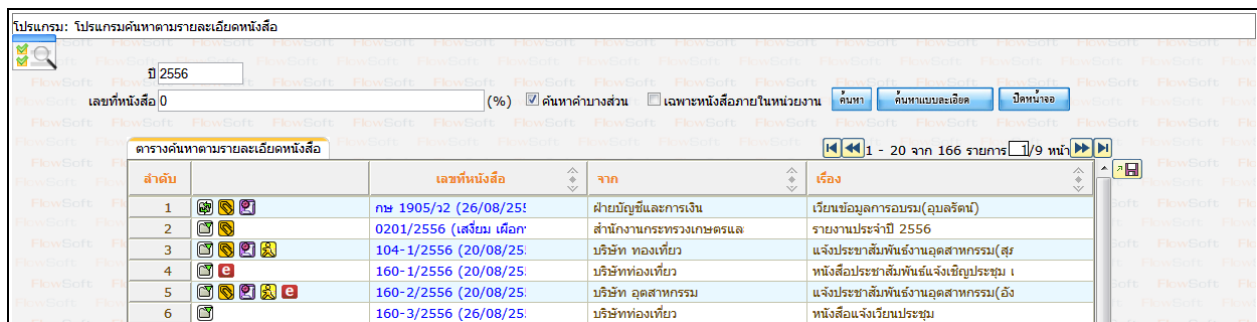 โปรแกรม: โปรแกรมค้นหาตามรายละเอียดหนังสือ
ปี 2556
เลขที่หนังสือ 0 (%) ค้นหาคำบางส่วน เฉพาะหนังสือภายในหน่วยงาน ค้นหา ค้นหาแบบละเอียด ปิดหน้าจอ
ตารางค้นหาตามรายละเอียดหนังสือ 1 - 20 จาก 166 รายการ 1/9 หน้า
ลำดับ เลขที่หนังสือ จาก เรื่อง
1 กษ 1905/ว2 (26/08/255 ฝ่ายบัญชีและการเงิน เวียนข้อมูลการอบรม(อุบลรัตน์)
2 0201/2556 (เสงี่ยม เผือก สำนักงานกระทรวงเกษตรและ รายงานประจำปี 2556
3 104-1/2556 (20/08/25 บริษัท ทองเที่ยว แจ้งประชาสัมพันธ์งานอุตสาหกรรม(สุ
4 e 160-1/2556 (20/08/25 บริษัทท่องเที่ยว หนังสือประชาสัมพันธ์แจ้งเชิญประชุม เ
5 e 160-2/2556 (20/08/25 บริษัท อุตสาหกรรม แจ้งประชาสัมพันธ์งานอุตสาหกรรม(อัง
6 160-3/2556 (26/08/25 บริษัทท่องเที่ยว หนังสือแจ้งเวียนประชุม
FlowSoft